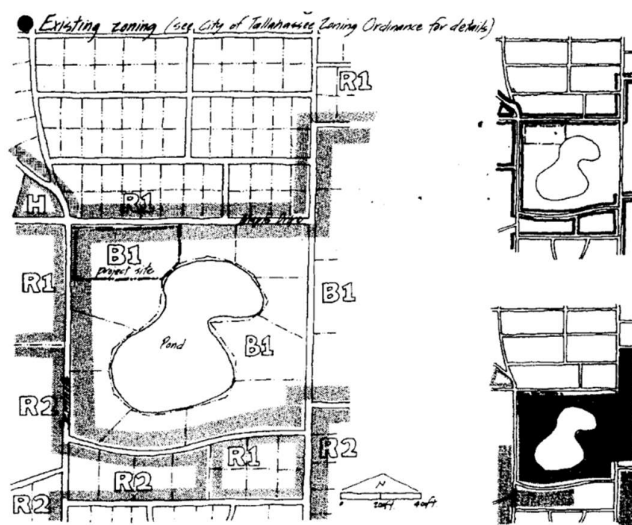 Existing zoning (see City of Tallahassee Zoning Ordinance for details)
R1
H
R1
B1
project site
R1
B1
Pond
B1
R2
R1
R2
R2
R2
N
0